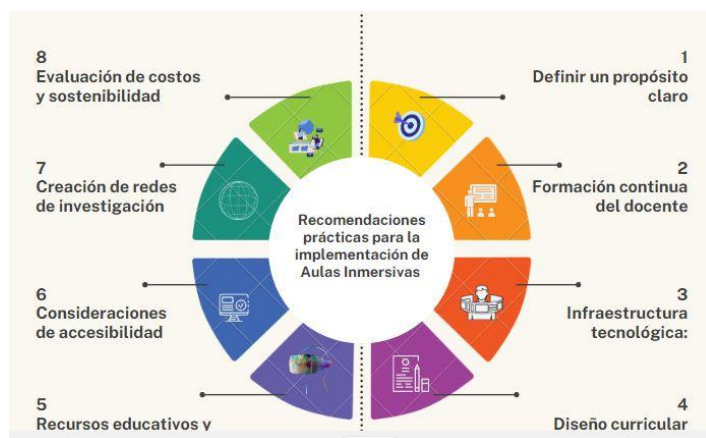 Recomendaciones
prácticas para la
implementación de
Aulas Inmersivas
1
Definir un propósito
claro
2
Formación continua
del docente
3
Infraestructura
tecnológica:
4
Diseño curricular
5
Recursos educativos y
6
Consideraciones
de accesibilidad
7
Creación de redes
de investigación
8
Evaluación de costos
y sostenibilidad